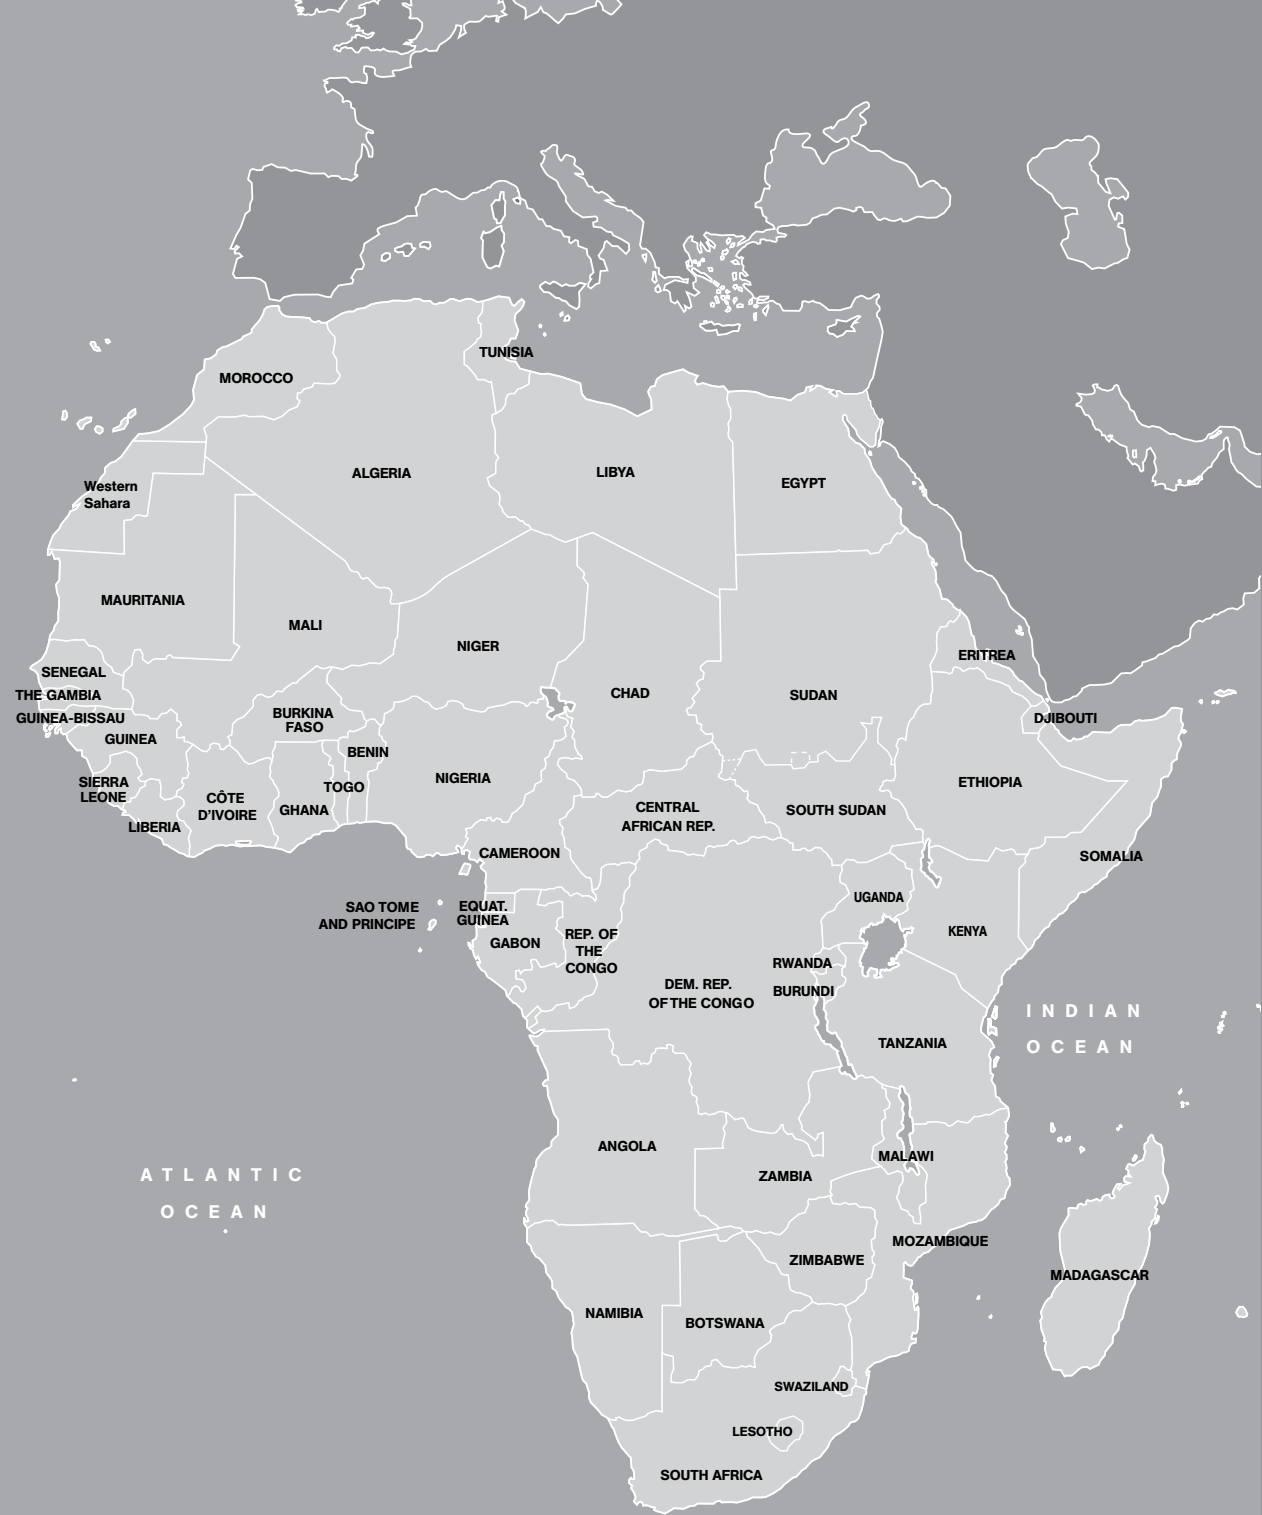 TUNISIA
MOROCCO
ALGERIA
LIBYA
EGYPT
Western
Sahara
MAURITANIA
MALI
NIGER
CHAD
SUDAN
ERITREA
SENEGAL
THE GAMBIA
GUINEA-BISSAU
GUINEA
BURKINA
FASO
DJIBOUTI
BENIN
NIGERIA
ETHIOPIA
SIERRA
LEONE
TOGO
CÔTE
D'IVOIRE
GHANA
LIBERIA
CENTRAL
AFRICAN REP.
SOUTH SUDAN
CAMEROON
SOMALIA
UGANDA
SAO TOME
AND PRINCIPE
EQUAT.
GUINEA
GABON
REP. OF
THE
CONGO
KENYA
RWANDA
BURUNDI
DEM. REP.
OF THE CONGO
INDIAN
OCEAN
TANZANIA
ANGOLA
MALAWI
ZAMBIA
ATLANTIC
OCEAN
MOZAMBIQUE
ZIMBABWE
MADAGASCAR
NAMIBIA
BOTSWANA
SWAZILAND
LESOTHO
SOUTH AFRICA